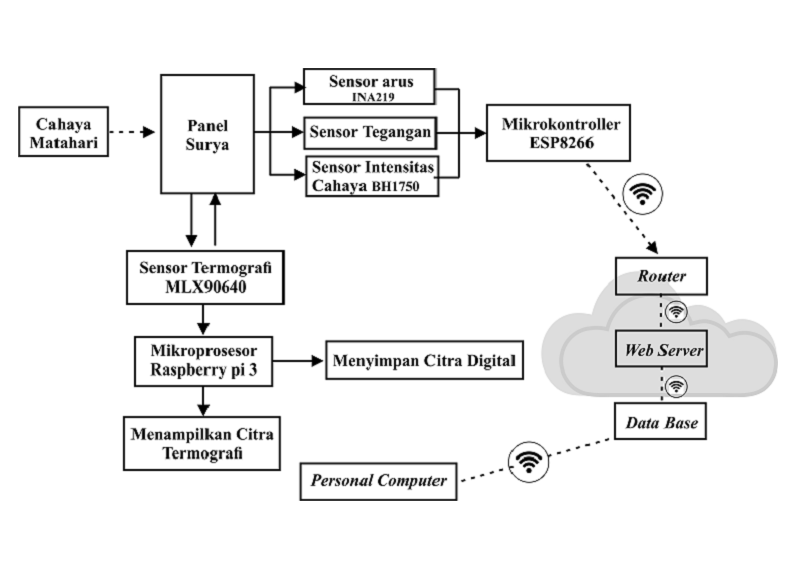 Cahaya
Matahari
Panel
Surya
Sensor arus
INA219
Sensor Tegangan
Sensor Intensitas
Cahaya BH1750
Mikrokontroller
ESP8266
Sensor Termografi
MLX90640
Router
Mikroprosesor
Raspberry pi 3
Menyimpan Citra Digital
Web Server
Menampilkan Citra
Termografi
Data Base
Personal Computer